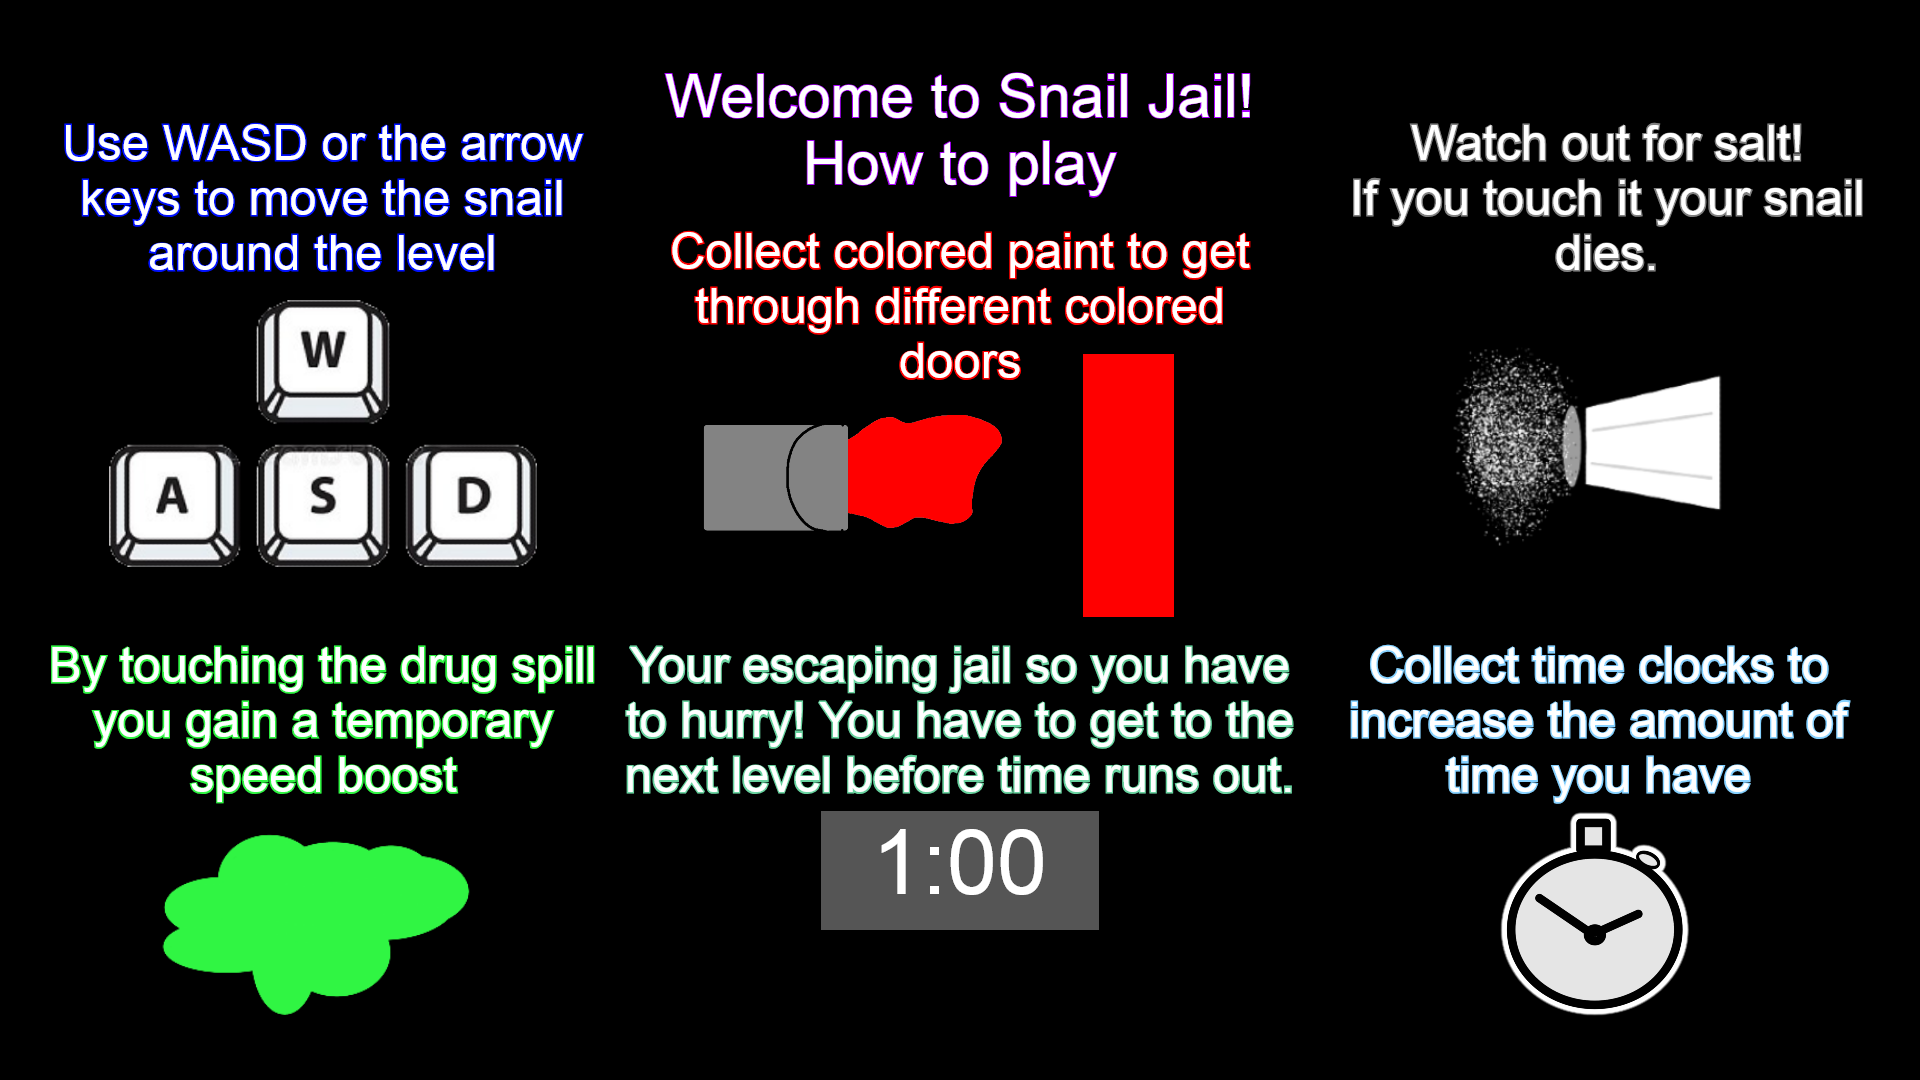 Welcome to Snail Jail!
How to play
Use WASD or the arrow
keys to move the snail
around the level
W
A S D
Collect colored paint to get
through different colored
doors
Watch out for salt!
If you touch it your snail
dies.
By touching the drug spill
you gain a temporary
speed boost
Your escaping jail so you have
to hurry! You have to get to the
next level before time runs out.
1:00
Collect time clocks to
increase the amount of
time you have